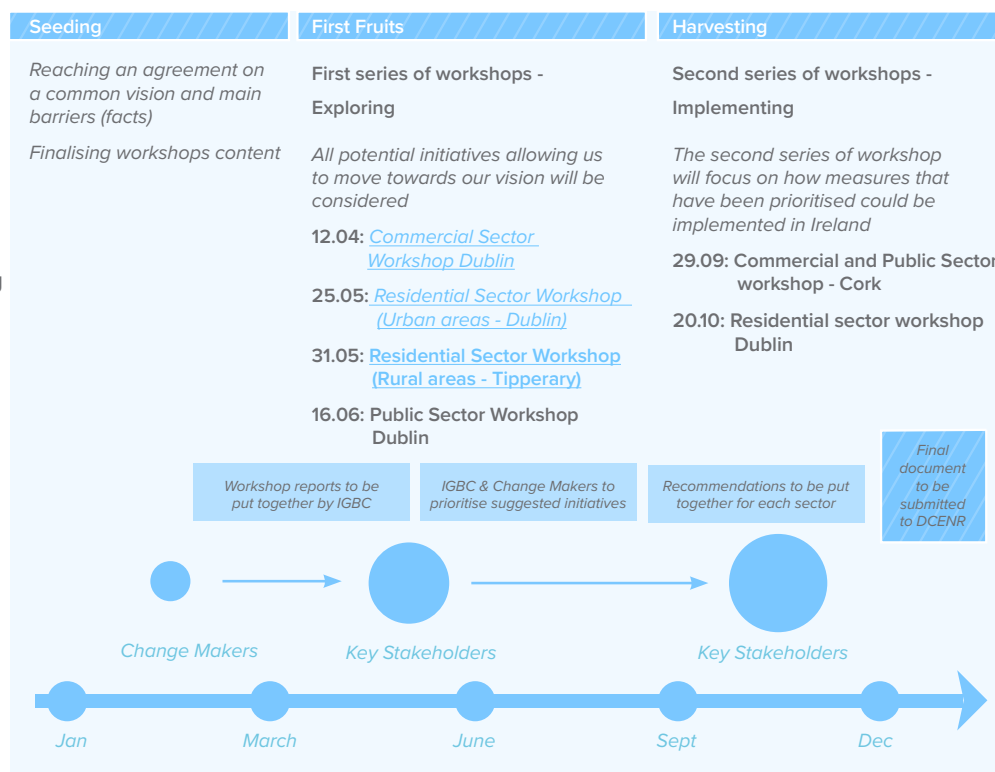 Seeding
Reaching an agreement on
a common vision and main
barriers (facts)
Finalising workshops content
First Fruits
First series of workshops -
Exploring
All potential initiatives allowing us
to move towards our vision will be
considered
12.04: Commercial Sector
Workshop Dublin
25.05: Residential Sector Workshop
(Urban areas - Dublin)
31.05: Residential Sector Workshop
(Rural areas - Tipperary)
16.06: Public Sector Workshop
Dublin
Harvesting
Second series of workshops -
Implementing
The second series of workshop
will focus on how measures that
have been prioritised could be
implemented in Ireland
29.09: Commercial and Public Sector
workshop - Cork
20.10: Residential sector workshop
Dublin
Workshop reports to be
put together by IGBC
IGBC & Change Makers to
prioritise suggested initiatives
Recommendations to be put
together for each sector
Final
document
to be
submitted
to DCENR
Change Makers
Key Stakeholders
Key Stakeholders
Jan
March
June
Sept
Dec